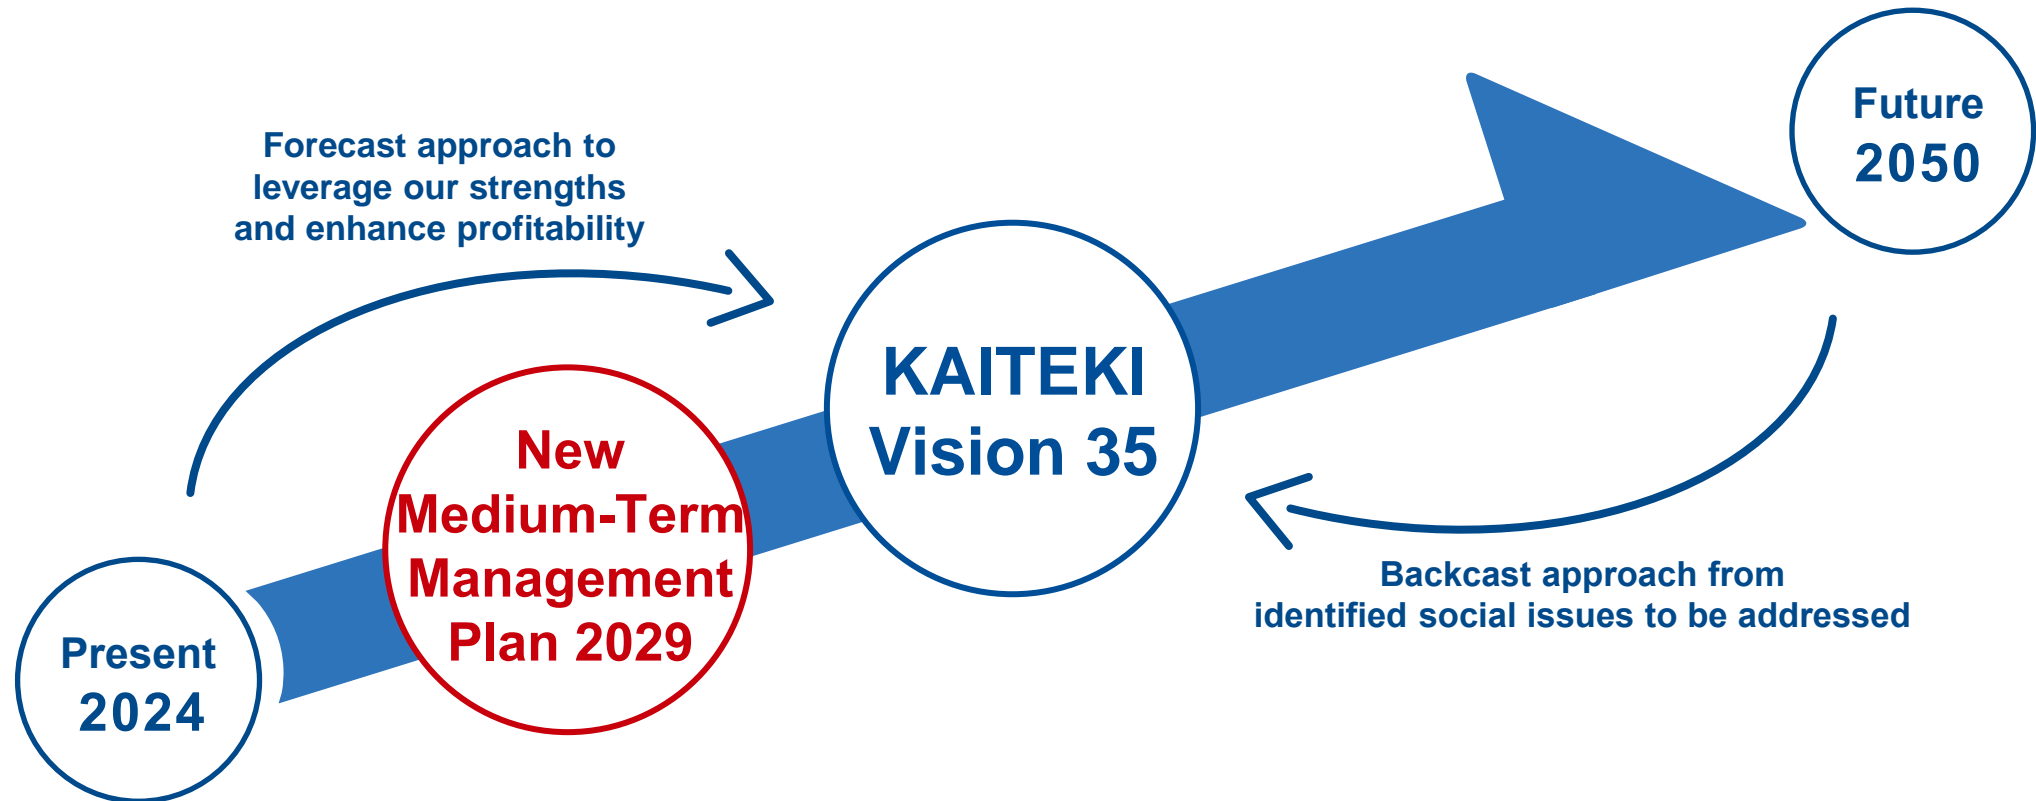 Forecast approach to
leverage our strengths
and enhance profitability
Present
2024
New
Medium-Term
Management
Plan 2029
KAITEKI
Vision 35
Future
2050
Backcast approach from
identified social issues to be addressed